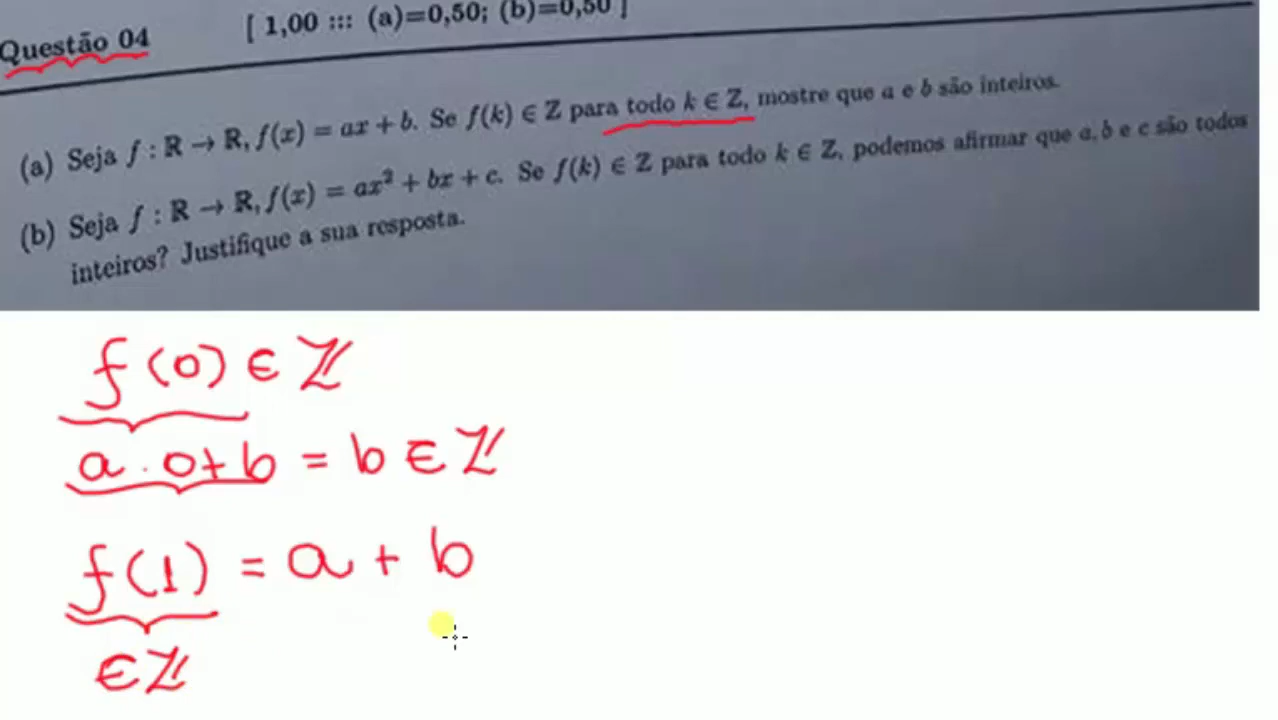 Questão 04 [ 1,00 ::: (a)=0,50; (b)=0,50 ]
(a) Seja f : ℝ → ℝ, f(x) = ax + b. Se f(k) ∈ ℤ para todo k ∈ ℤ, mostre que a e b são inteiros.
(b) Seja f : ℝ → ℝ, f(x) = ax² + bx + c. Se f(k) ∈ ℤ para todo k ∈ ℤ, podemos afirmar que a, b e c são todos
inteiros? Justifique a sua resposta.
f(0) ∈ ℤ
a . 0 + b = b ∈ ℤ
f(1) = a + b
∈ ℤ